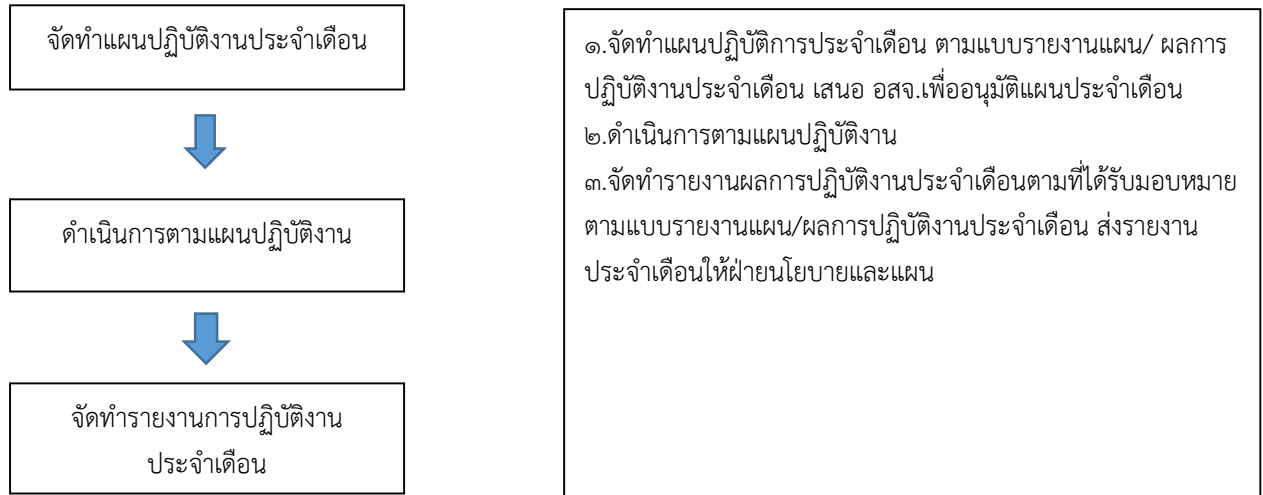 จัดทำแผนปฏิบัติงานประจำเดือน
ดำเนินการตามแผนปฏิบัติงาน
จัดทำรายงานการปฏิบัติงาน
ประจำเดือน
๑.จัดทำแผนปฏิบัติการประจำเดือน ตามแบบรายงานแผน/ ผลการ
ปฏิบัติงานประจำเดือน เสนอ อสจ.เพื่ออนุมัติแผนประจำเดือน
๒.ดำเนินการตามแผนปฏิบัติงาน
๓.จัดทำรายงานผลการปฏิบัติงานประจำเดือนตามที่ได้รับมอบหมาย
ตามแบบรายงานแผน/ผลการปฏิบัติงานประจำเดือน ส่งรายงาน
ประจำเดือนให้ฝ่ายนโยบายและแผน